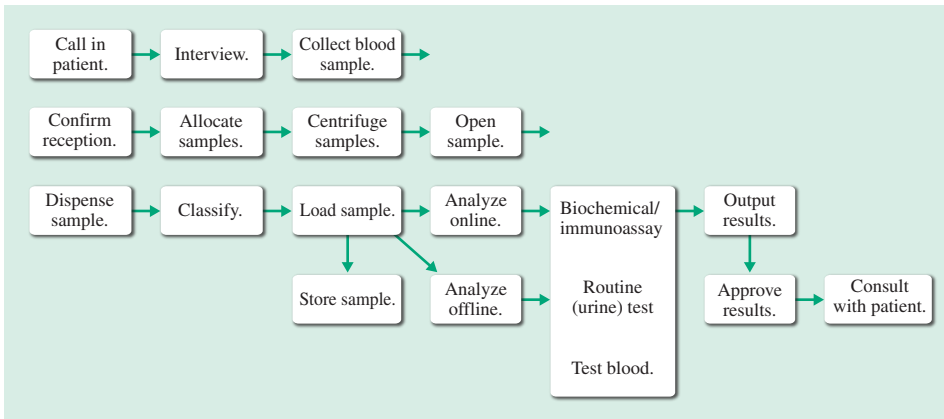 Call in
patient.
Interview.
Collect blood
sample.
Confirm
reception.
Allocate
samples.
Centrifuge
samples.
Open
sample.
Dispense
sample.
Classify.
Load sample.
Analyze
online.
Biochemical/
immunoassay
Output
results.
Store sample.
Analyze
offline.
Routine
(urine) test
Approve
results.
Consult
with patient.
Test blood.